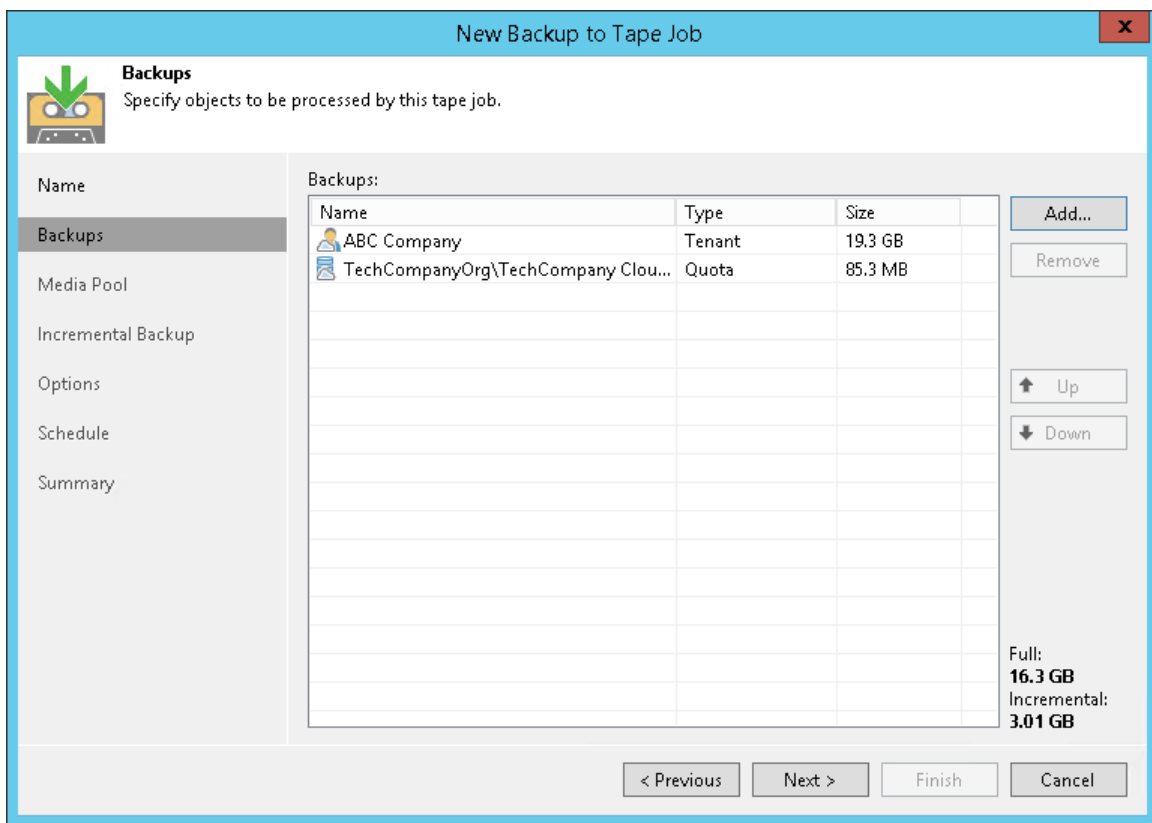 New Backup to Tape Job
x
Backups
Specify objects to be processed by this tape job.
Name
Backups
Media Pool
Incremental Backup
Options
Schedule
Summary
Backups:
Name Type Size
ABC Company Tenant 19.3 GB
TechCompanyOrg\TechCompany Clou... Quota 85.3 MB
Add...
Remove
Up
Down
Full:
16.3 GB
Incremental:
3.01 GB
< Previous Next > Finish Cancel